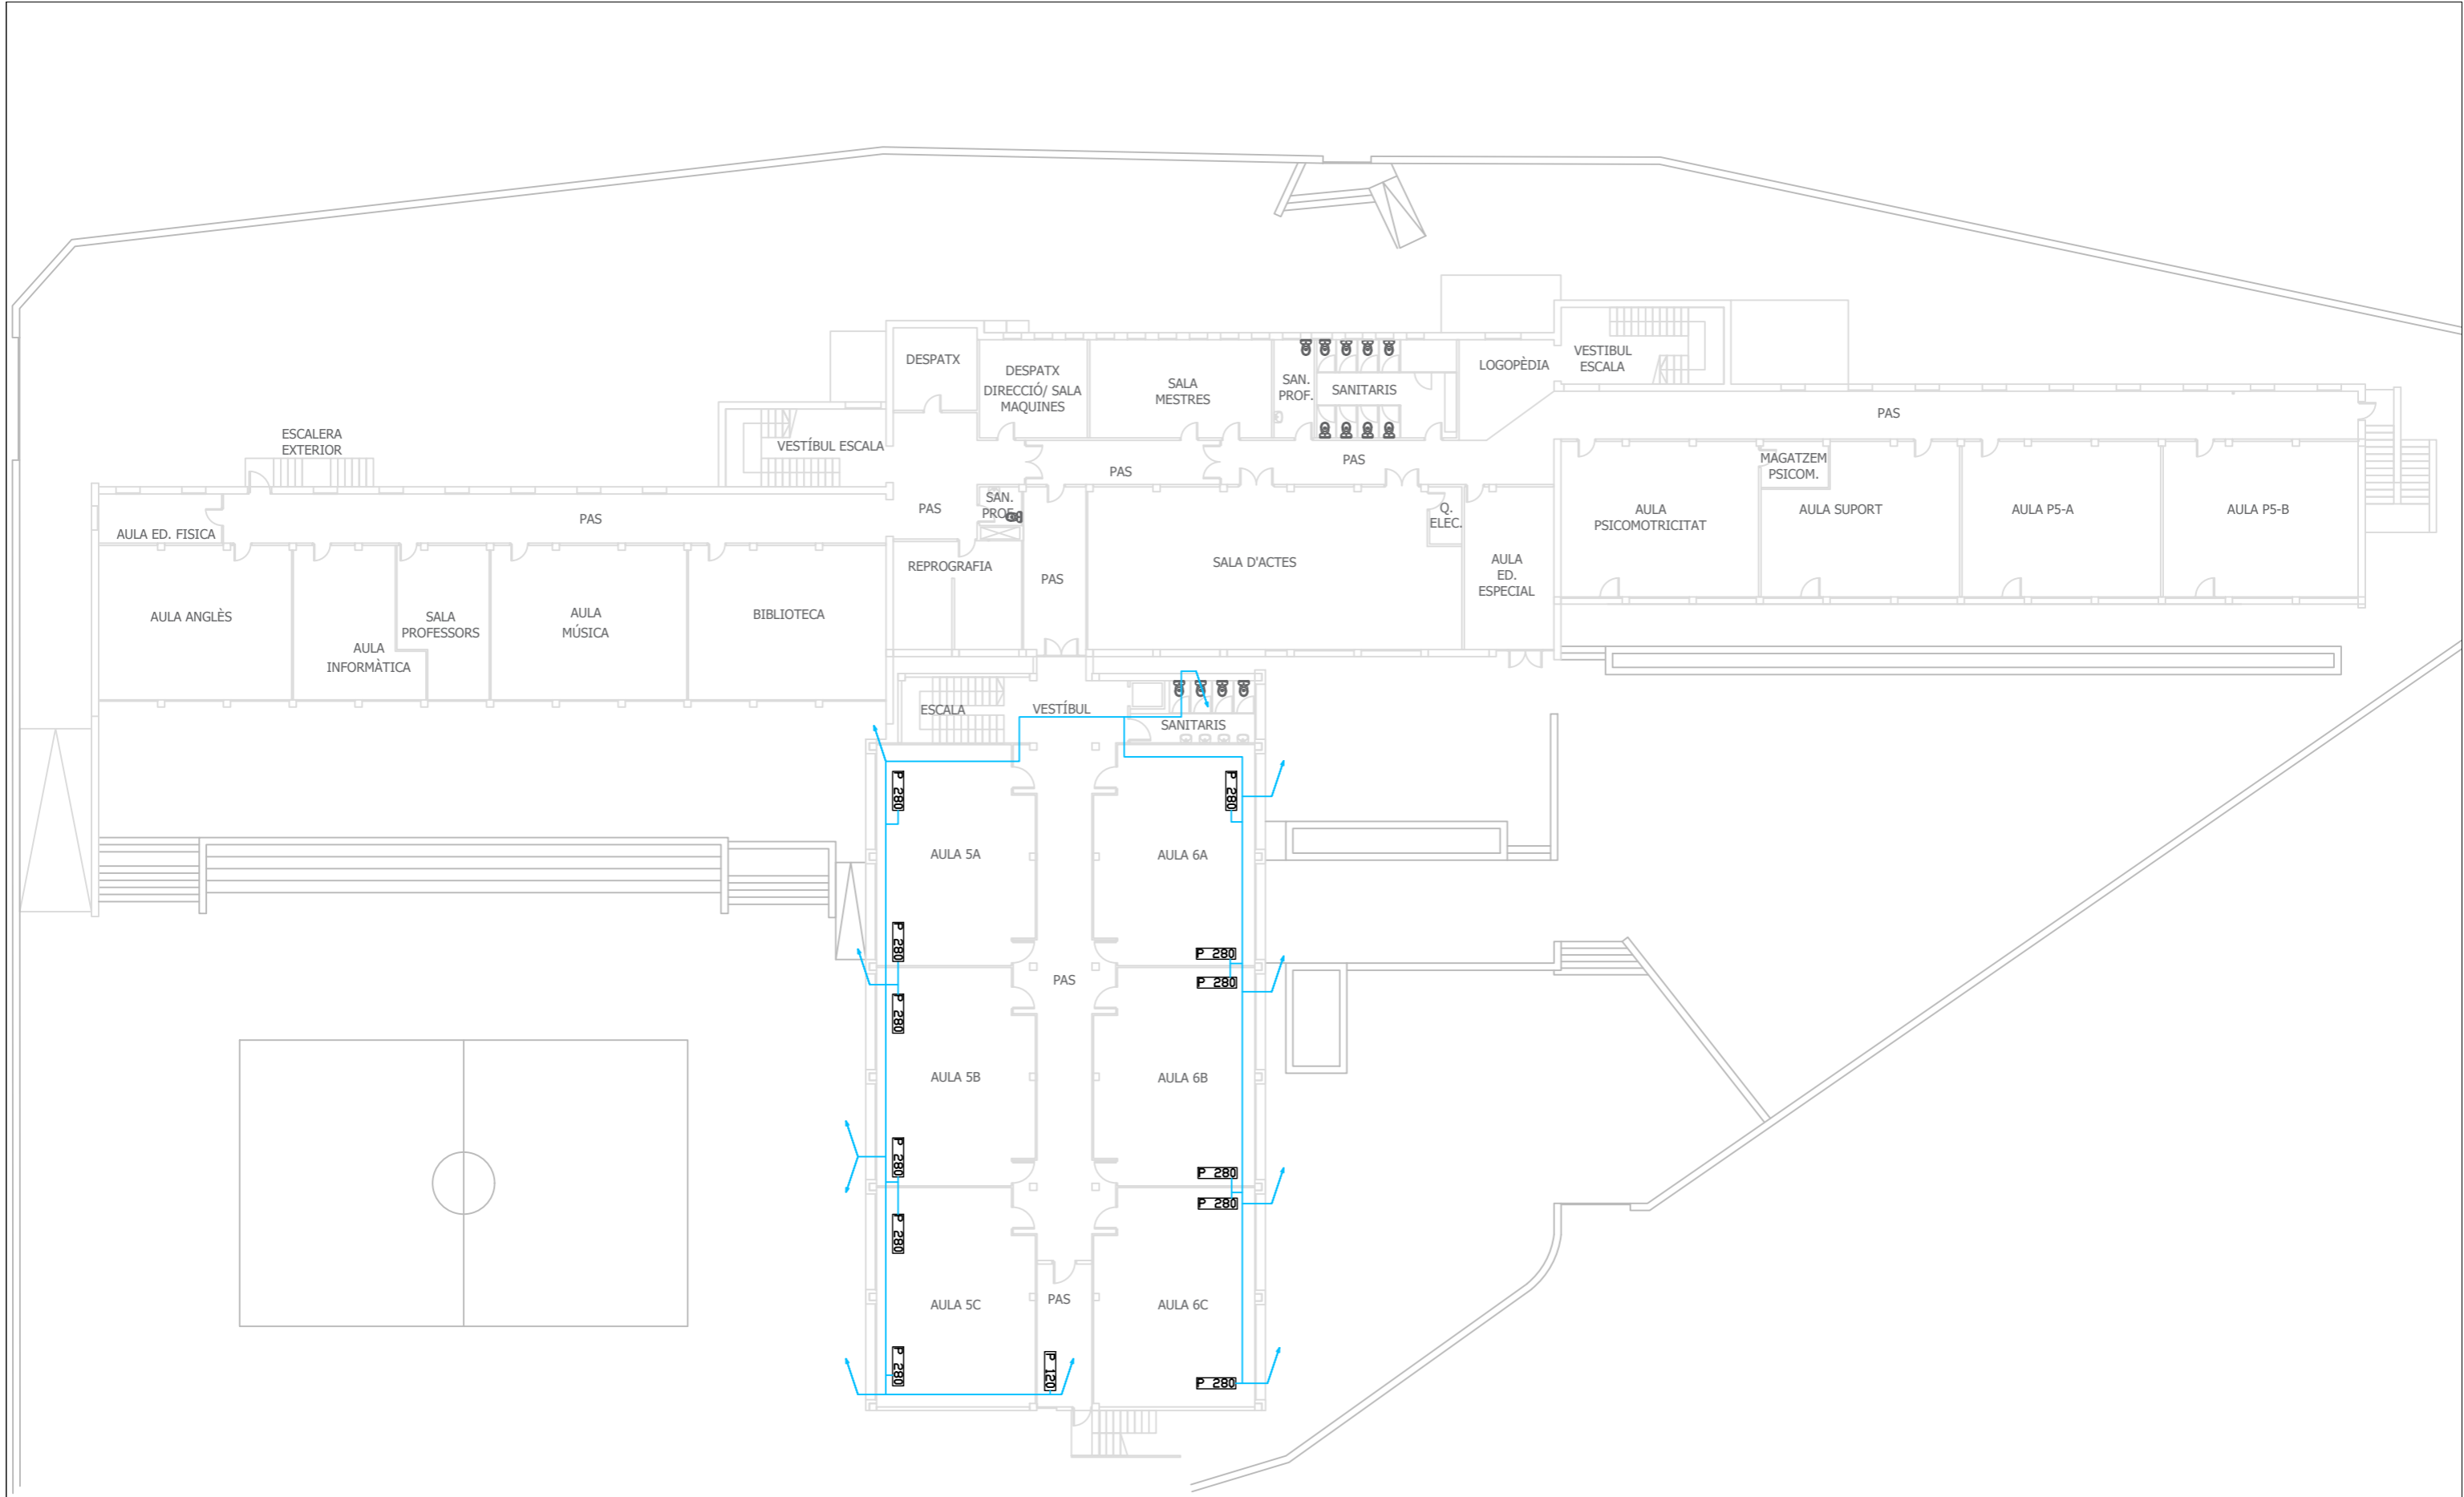 DESPATX
DESPATX
DIRECCIÓ/ SALA
MAQUINES
SALA
MESTRES
SAN.
PROF.
SANITARIS
LOGOPÈDIA
VESTIBUL
ESCALA
PAS
ESCALERA
EXTERIOR
VESTÍBUL ESCALA
PAS
PAS
MAGATZEM
PSICOM.
AULA ED. FISICA
PAS
PAS
SAN.
PROF.
Q.
ELEC.
AULA
PSICOMOTRICITAT
AULA SUPORT
AULA P5-A
AULA P5-B
REPROGRAFIA
PAS
SALA D'ACTES
AULA
ED.
ESPECIAL
AULA ANGLÈS
AULA
INFORMÀTICA
SALA
PROFESSORS
AULA
MÚSICA
BIBLIOTECA
ESCALA
VESTÍBUL
SANITARIS
P 280
P 280
AULA 5A
AULA 6A
P 280
P 280
P 280
P 280
PAS
AULA 5B
AULA 6B
P 280
P 280
P 280
P 280
AULA 5C
PAS
AULA 6C
P 280
P 120
P 280